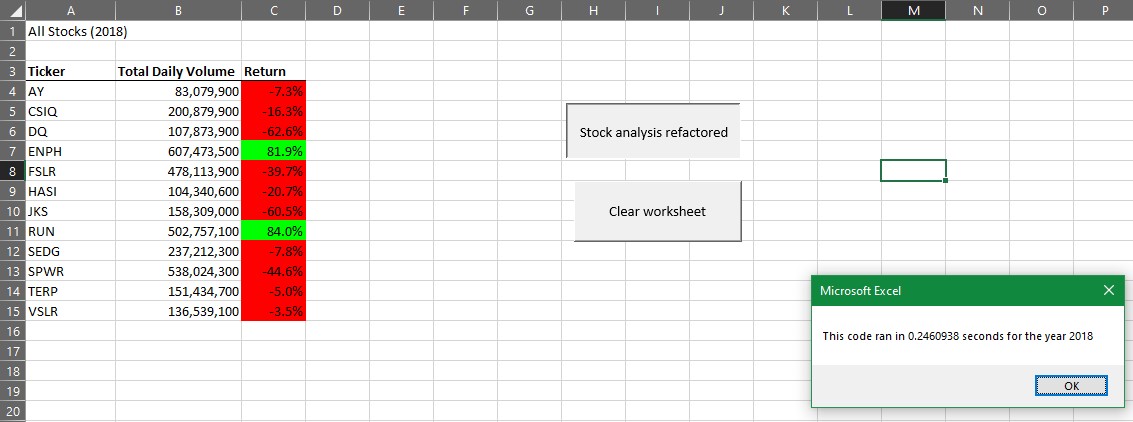 A B C D E F G H I J K L M N O P
1 All Stocks (2018)
2
3 Ticker Total Daily Volume Return
4 AY 83,079,900 -7.3%
5 CSIQ 200,879,900 -16.3%
6 DQ 107,873,900 -62.6%
7 ENPH 607,473,500 81.9%
8 FSLR 478,113,900 -39.7%
9 HASI 104,340,600 -20.7%
10 JKS 158,309,000 -60.5%
11 RUN 502,757,100 84.0%
12 SEDG 237,212,300 -7.8%
13 SPWR 538,024,300 -44.6%
14 TERP 151,434,700 -5.0%
15 VSLR 136,539,100 -3.5%
16
17
18
19
20
Stock analysis refactored
Clear worksheet
Microsoft Excel
This code ran in 0.2460938 seconds for the year 2018
OK